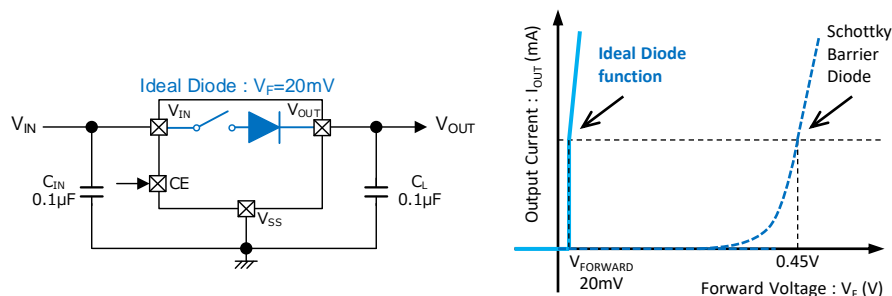 Ideal Diode : VF=20mV
VIN
VIN
VOUT
VOUT
CIN
0.1µF
CE
CL
0.1µF
VSS
Output Current : IOUT (mA)
Ideal Diode
function
Schottky
Barrier
Diode
VFORWARD
20mV
0.45V
Forward Voltage : VF (V)